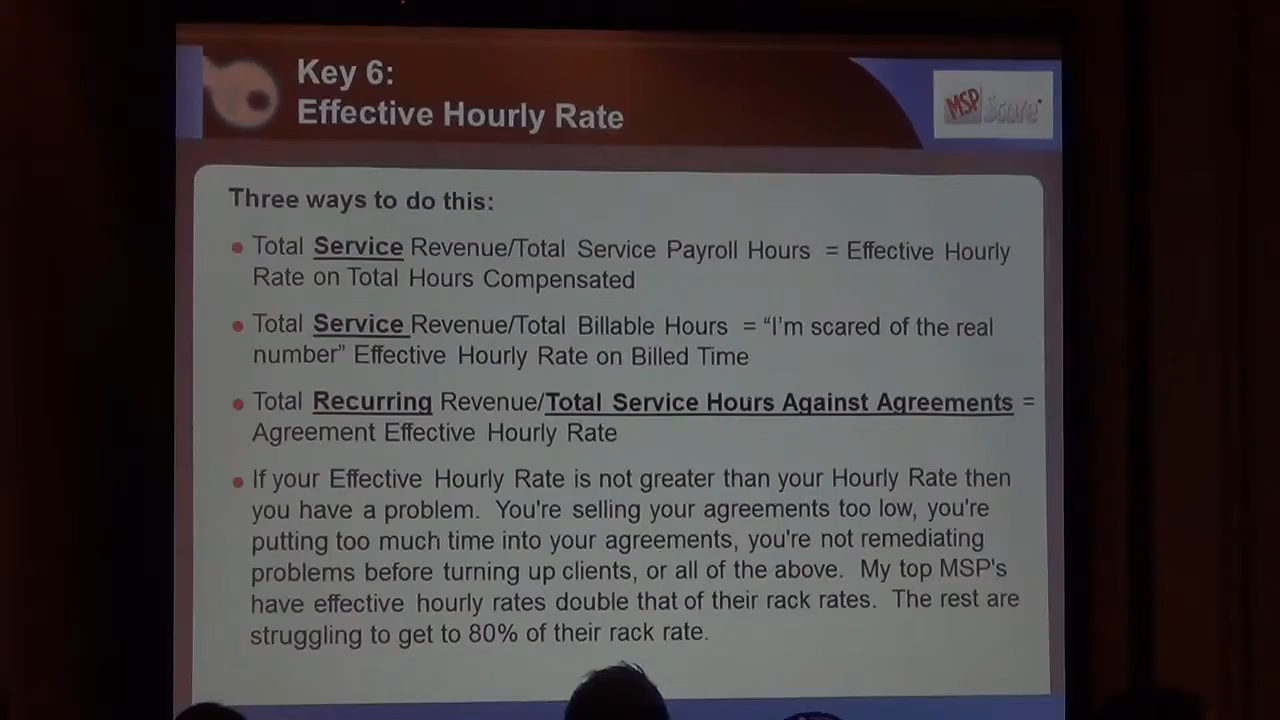 Key 6:
Effective Hourly Rate
MSP Score™
Three ways to do this:
• Total Service Revenue/Total Service Payroll Hours = Effective Hourly
Rate on Total Hours Compensated
• Total Service Revenue/Total Billable Hours = “I'm scared of the real
number” Effective Hourly Rate on Billed Time
• Total Recurring Revenue/Total Service Hours Against Agreements =
Agreement Effective Hourly Rate
• If your Effective Hourly Rate is not greater than your Hourly Rate then
you have a problem. You're selling your agreements too low, you're
putting too much time into your agreements, you're not remediating
problems before turning up clients, or all of the above. My top MSP's
have effective hourly rates double that of their rack rates. The rest are
struggling to get to 80% of their rack rate.